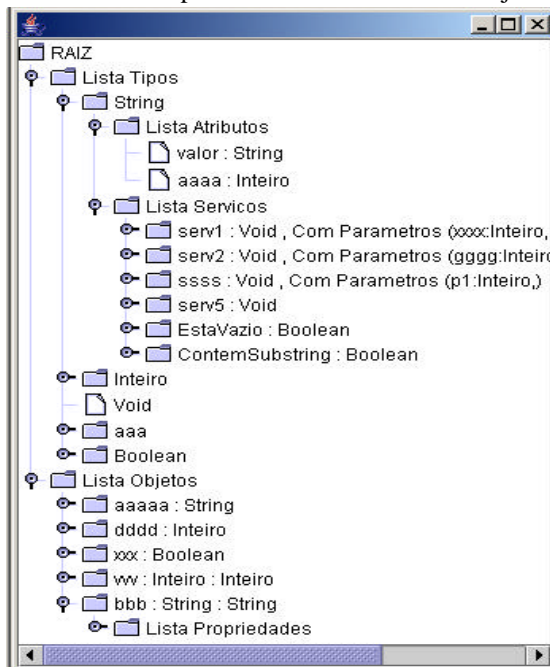 RAIZ
Lista Tipos
String
Lista Atributos
valor : String
aaaa : Inteiro
Lista Servicos
serv1 : Void , Com Parametros (xxxx:Inteiro,
serv2 : Void , Com Parametros (gggg:Inteiro
ssss : Void , Com Parametros (p1:Inteiro,)
serv5 : Void
EstaVazio : Boolean
ContemSubstring : Boolean
Inteiro
Void
aaa
Boolean
Lista Objetos
aaaaa : String
dddd : Inteiro
xxx : Boolean
vvv : Inteiro : Inteiro
bbb : String : String
Lista Propriedades